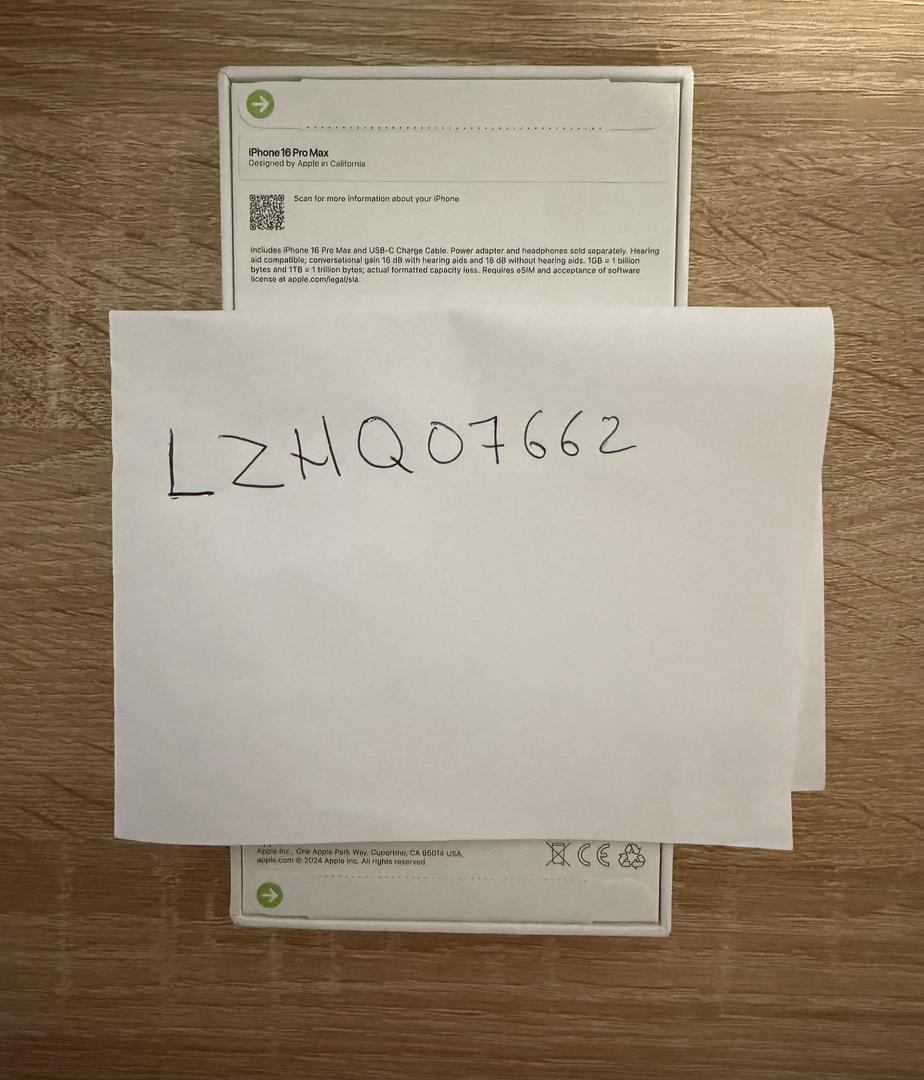 iPhone 16 Pro Max
Designed by Apple in California
Scan for more information about your iPhone.
Includes iPhone 16 Pro Max and USB-C Charge Cable. Power adapter and headphones sold separately. Hearing
aid compatible; conversational gain 16 dB with hearing aids and 18 dB without hearing aids. 1GB = 1 billion
bytes and 1TB = 1 trillion bytes; actual formatted capacity less. Requires eSIM and acceptance of software
license at apple.com/legal/sla.
LZHQ07662
Apple Inc., One Apple Park Way, Cupertino, CA 95014 USA,
apple.com © 2024 Apple Inc. All rights reserved.
CE